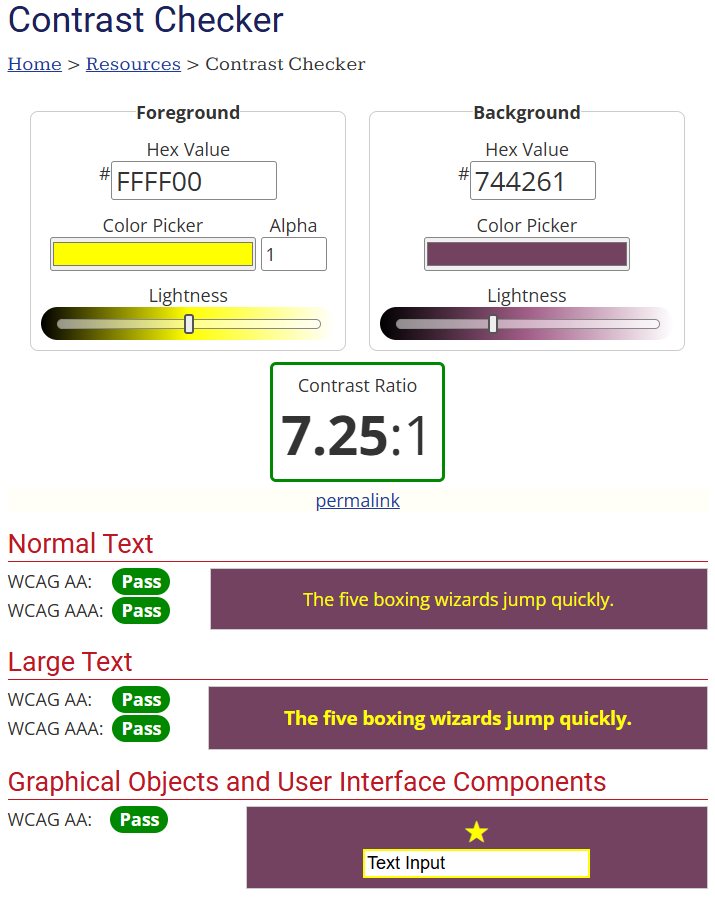 Contrast Checker
Home > Resources > Contrast Checker
Foreground
Hex Value
#FFFF00
Color Picker
Alpha
1
Lightness
Background
Hex Value
#744261
Color Picker
Lightness
Contrast Ratio
7.25:1
permalink
Normal Text
WCAG AA: Pass
WCAG AAA: Pass
The five boxing wizards jump quickly.
Large Text
WCAG AA: Pass
WCAG AAA: Pass
The five boxing wizards jump quickly.
Graphical Objects and User Interface Components
WCAG AA: Pass
Text Input